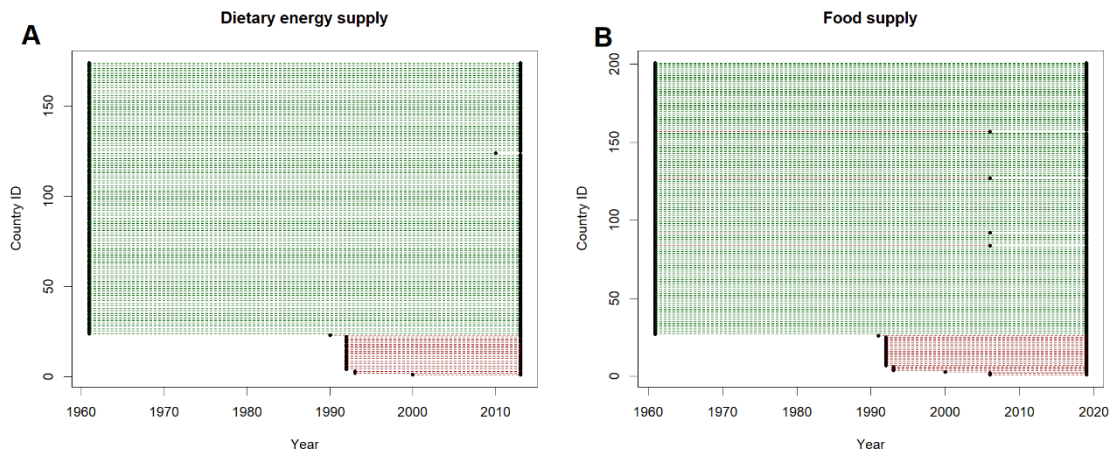 A
Dietary energy supply
Country ID
150
100
50
0
1960 1970 1980 1990 2000 2010
Year
B
Food supply
Country ID
200
150
100
50
0
1960 1970 1980 1990 2000 2010 2020
Year